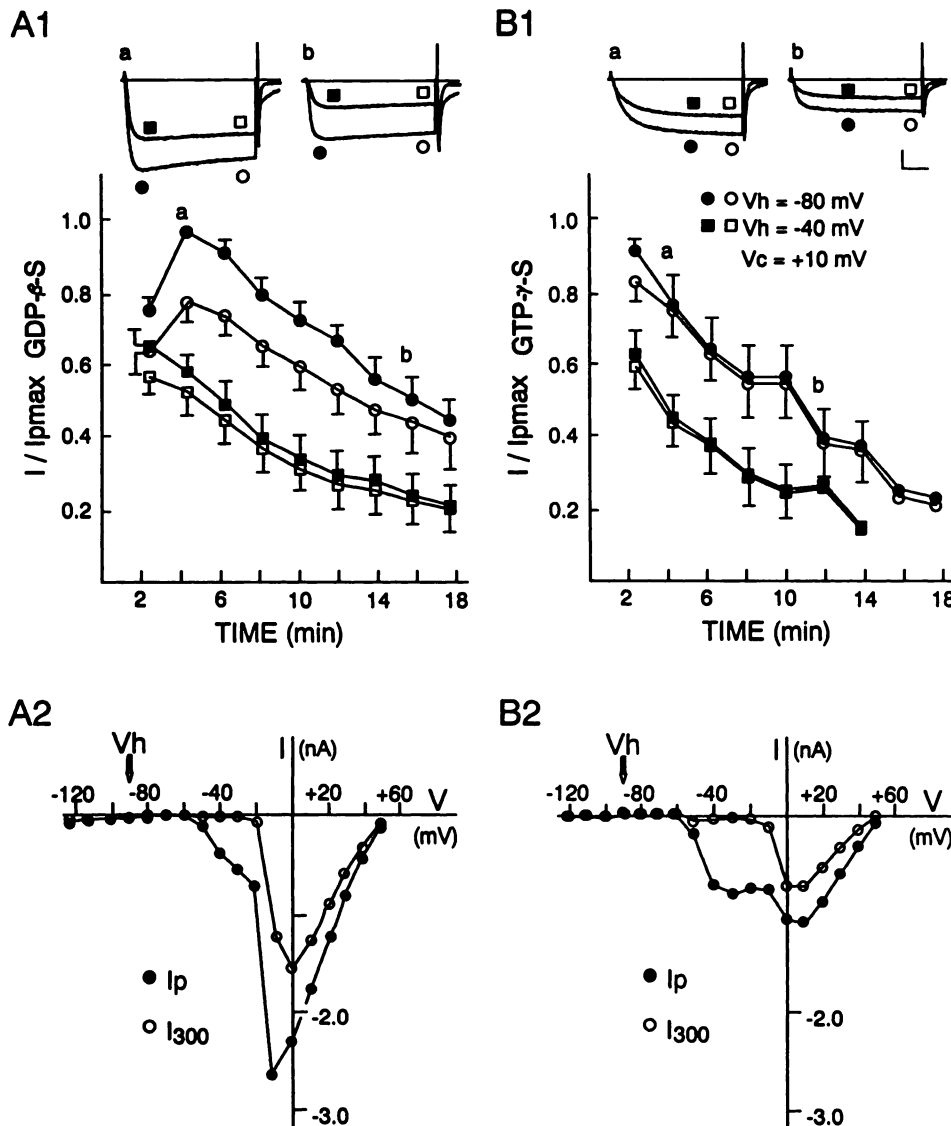 A1
B1
a
b
a
b
1.0
0.8
0.6
0.4
0.2
I / Ipmax GDP-β-S
a
b
2
6
10
14
18
TIME (min)
1.0
0.8
0.6
0.4
0.2
I / Ipmax GTP-γ-S
Vh = -80 mV
Vh = -40 mV
Vc = +10 mV
a
b
2
6
10
14
18
TIME (min)
A2
Vh
I (nA)
-120
-80
-40
+20
+60
V
(mV)
Ip
I300
-2.0
-3.0
B2
Vh
I (nA)
-120
-80
-40
+20
+60
V
(mV)
Ip
I300
-2.0
-3.0